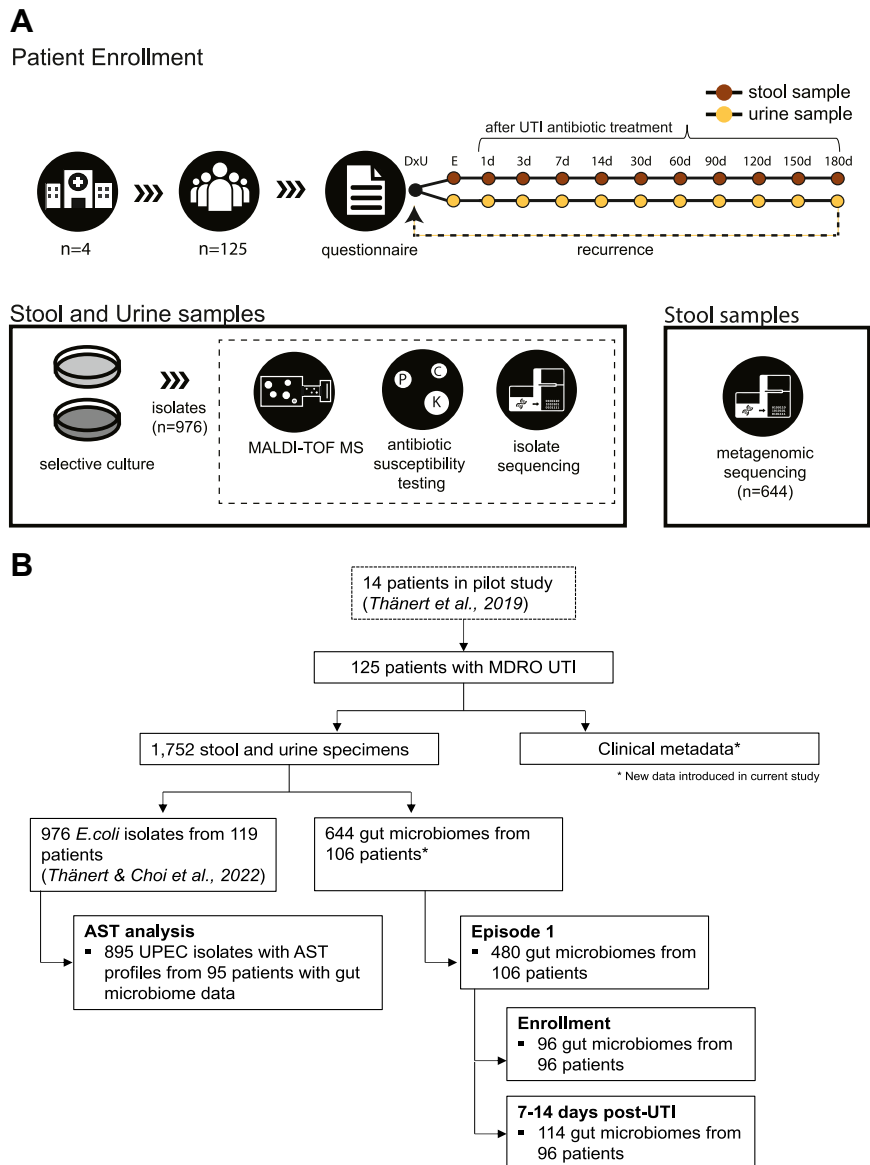 A
Patient Enrollment
stool sample
urine sample
after UTI antibiotic treatment
DxU E 1d 3d 7d 14d 30d 60d 90d 120d 150d 180d
n=4
n=125
questionnaire
recurrence
Stool and Urine samples
selective culture
isolates
(n=976)
MALDI-TOF MS
P C K
antibiotic
susceptibility
testing
isolate
sequencing
Stool samples
metagenomic
sequencing
(n=644)
B
14 patients in pilot study
(Thänert et al., 2019)
125 patients with MDRO UTI
1,752 stool and urine specimens
Clinical metadata*
* New data introduced in current study
976 E.coli isolates from 119
patients
(Thänert & Choi et al., 2022)
644 gut microbiomes from
106 patients*
AST analysis
▪ 895 UPEC isolates with AST
profiles from 95 patients with gut
microbiome data
Episode 1
▪ 480 gut microbiomes from
106 patients
Enrollment
▪ 96 gut microbiomes from
96 patients
7-14 days post-UTI
▪ 114 gut microbiomes from
96 patients